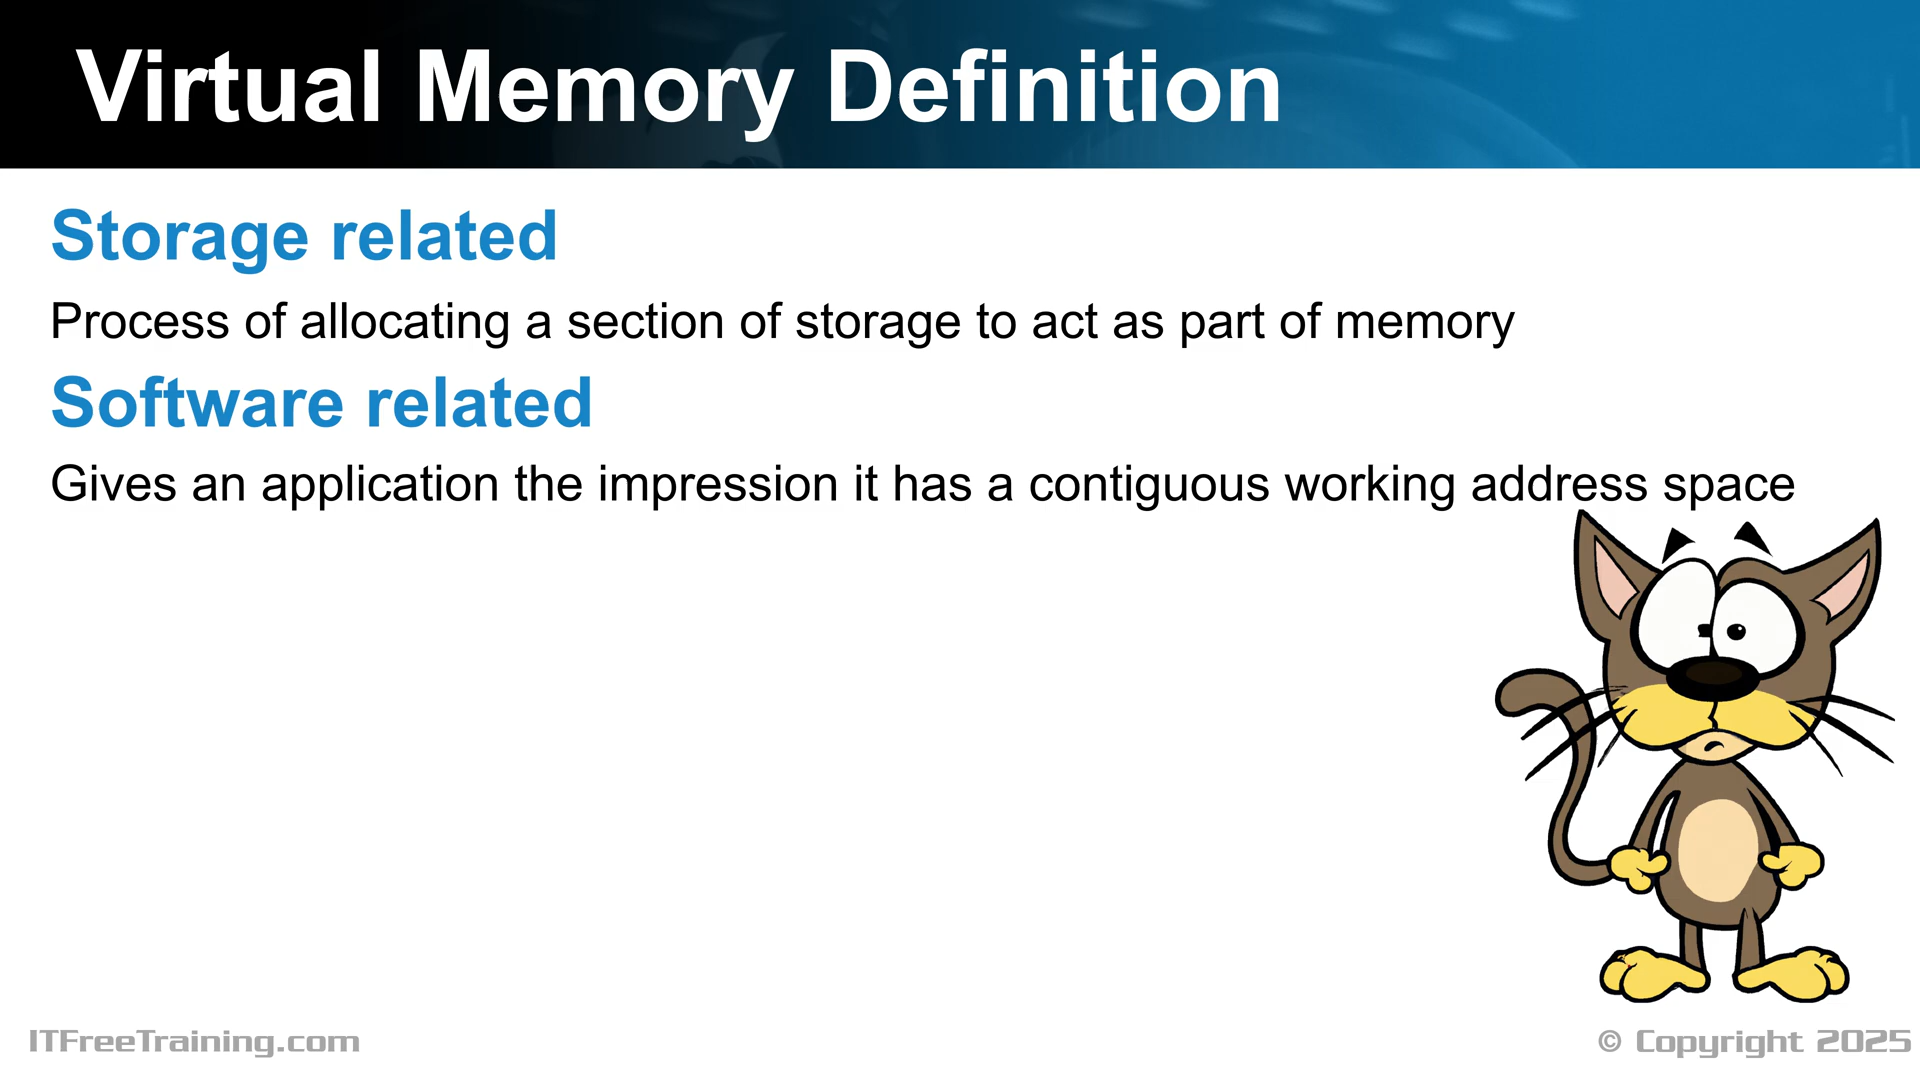 Virtual Memory Definition
Storage related
Process of allocating a section of storage to act as part of memory
Software related
Gives an application the impression it has a contiguous working address space
ITFreeTraining.com
© Copyright 2025